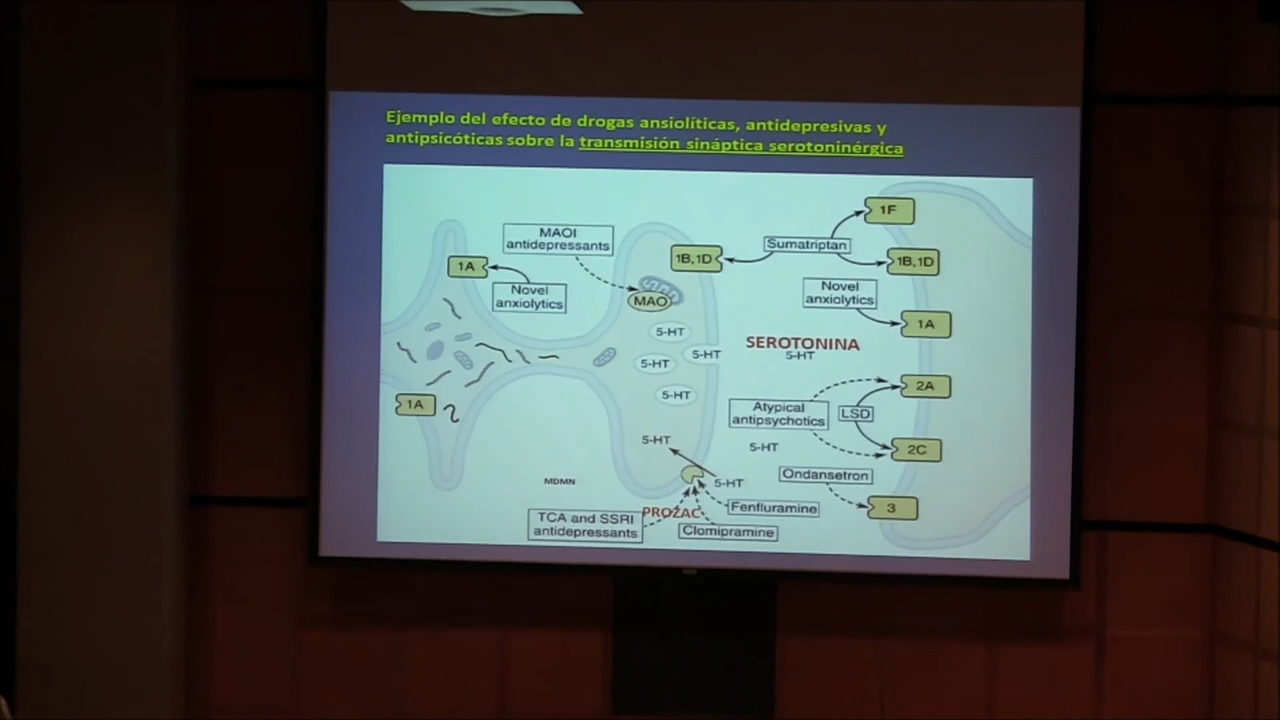 Ejemplo del efecto de drogas ansiolíticas, antidepresivas y
antipsicóticas sobre la transmisión sináptica serotoninérgica
MAOI
antidepressants
1A
Novel
anxiolytics
MAO
1B,1D
Sumatriptan
1F
1B,1D
Novel
anxiolytics
1A
5-HT
5-HT
5-HT
5-HT
SEROTONINA
5-HT
1A
Atypical
antipsychotics
LSD
2A
2C
5-HT
5-HT
5-HT
Ondansetron
3
MDMN
TCA and SSRI
antidepressants
PROZAC
Fenfluramine
Clomipramine